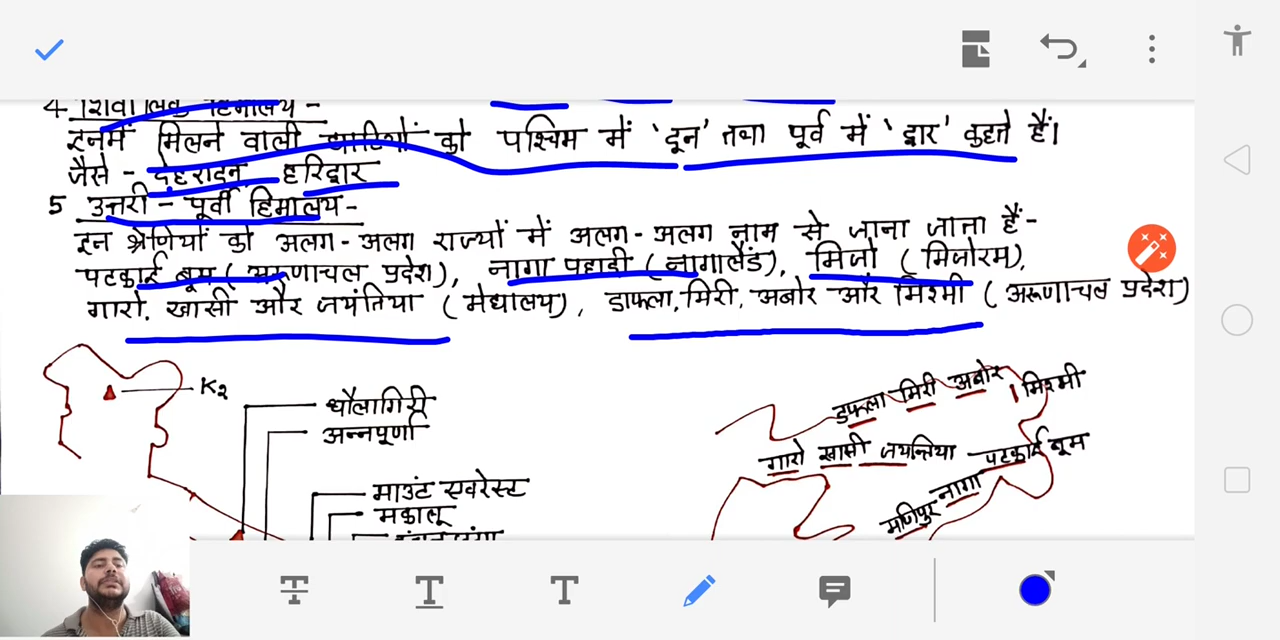 4 शिवालिक हिमालय -
इनमें मिलने वाली घाटियों को पश्चिम में 'दून' तथा पूर्व में 'द्वार' कहते हैं।
जैसे - देहरादून हरिद्वार
5 उत्तरी - पूर्वी हिमालय -
इन श्रेणियों को अलग-अलग राज्यों में अलग-अलग नाम से जाना जाता हैं-
पटकाई बूम (अरूणाचल प्रदेश), नागा पहाडी (नागालैंड), मिजो (मिजोरम),
गारो, खासी और जयंतिया (मेघालय), डाफला, मिरी, अबोर और मिश्मी (अरूणाचल प्रदेश)
K2
धौलागिरी
अन्नपूर्णा
माउंट एवरेस्ट
मकालू
डफला मिरी अबोर मिश्मी
गारो खासी जयन्तिया पटकाई बूम
नागा
मणिपुर